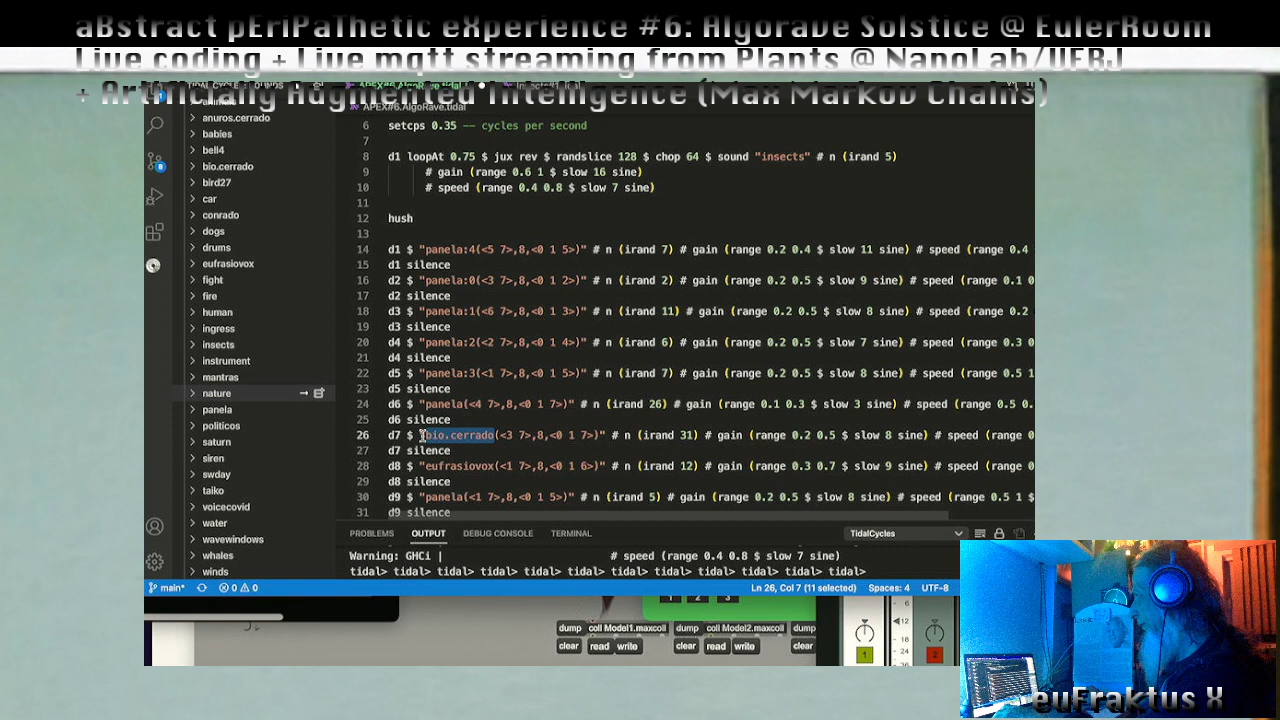 aBstract pEriPaThetic eXperience #6: Algorave Solstice @ EulerRoom
Live coding + Live mqtt streaming from Plants @ NanoLab/UFRJ
+ Artificially Augmented Intelligence (Max Markov Chains)
APEX#6.AlgoRave.tidal
anuros.cerrado
babies
bell4
bio.cerrado
bird27
car
conrado
dogs
drums
eufrasiovox
fight
fire
human
ingress
insects
instrument
mantras
nature
panela
politicos
saturn
siren
swday
taiko
voicecovid
water
wavewindows
whales
winds
6 setcps 0.35 -- cycles per second
7
8 d1 loopAt 0.75 $ jux rev $ randslice 128 $ chop 64 $ sound "insects" # n (irand 5)
9 # gain (range 0.6 1 $ slow 16 sine)
10 # speed (range 0.4 0.8 $ slow 7 sine)
11
12 hush
13
14 d1 $ "panela:4(<5 7>,8,<0 1 5>)" # n (irand 7) # gain (range 0.2 0.4 $ slow 11 sine) # speed (range 0.4
15 d1 silence
16 d2 $ "panela:0(<3 7>,8,<0 1 2>)" # n (irand 2) # gain (range 0.2 0.5 $ slow 9 sine) # speed (range 0.1 0
17 d2 silence
18 d3 $ "panela:1(<6 7>,8,<0 1 3>)" # n (irand 11) # gain (range 0.2 0.5 $ slow 8 sine) # speed (range 0.2
19 d3 silence
20 d4 $ "panela:2(<2 7>,8,<0 1 4>)" # n (irand 6) # gain (range 0.2 0.5 $ slow 7 sine) # speed (range 0.3 0
21 d4 silence
22 d5 $ "panela:3(<1 7>,8,<0 1 5>)" # n (irand 7) # gain (range 0.2 0.5 $ slow 8 sine) # speed (range 0.5 1
23 d5 silence
24 d6 $ "panela(<4 7>,8,<0 1 7>)" # n (irand 26) # gain (range 0.1 0.3 $ slow 3 sine) # speed (range 0.5 0.
25 d6 silence
26 d7 $ "bio.cerrado(<3 7>,8,<0 1 7>)" # n (irand 31) # gain (range 0.2 0.5 $ slow 8 sine) # speed (range 0
27 d7 silence
28 d8 $ "eufrasiovox(<1 7>,8,<0 1 6>)" # n (irand 12) # gain (range 0.3 0.7 $ slow 9 sine) # speed (range 0
29 d8 silence
30 d9 $ "panela(<1 7>,8,<0 1 5>)" # n (irand 5) # gain (range 0.2 0.5 $ slow 8 sine) # speed (range 0.5 1 $
31 d9 silence
PROBLEMS OUTPUT DEBUG CONSOLE TERMINAL TidalCycles
Warning: GHCi | # speed (range 0.4 0.8 $ slow 7 sine)
tidal> tidal> tidal> tidal> tidal> tidal> tidal> tidal> tidal> tidal> tidal> tidal>
main* 0 0 Ln 26, Col 7 (11 selected) Spaces: 4 UTF-8
1 2 3
dump coll Model1.maxcoll dump coll Model2.maxcoll dump
clear read write clear read write clear
6
12
18
24
1 2
euFraktus X